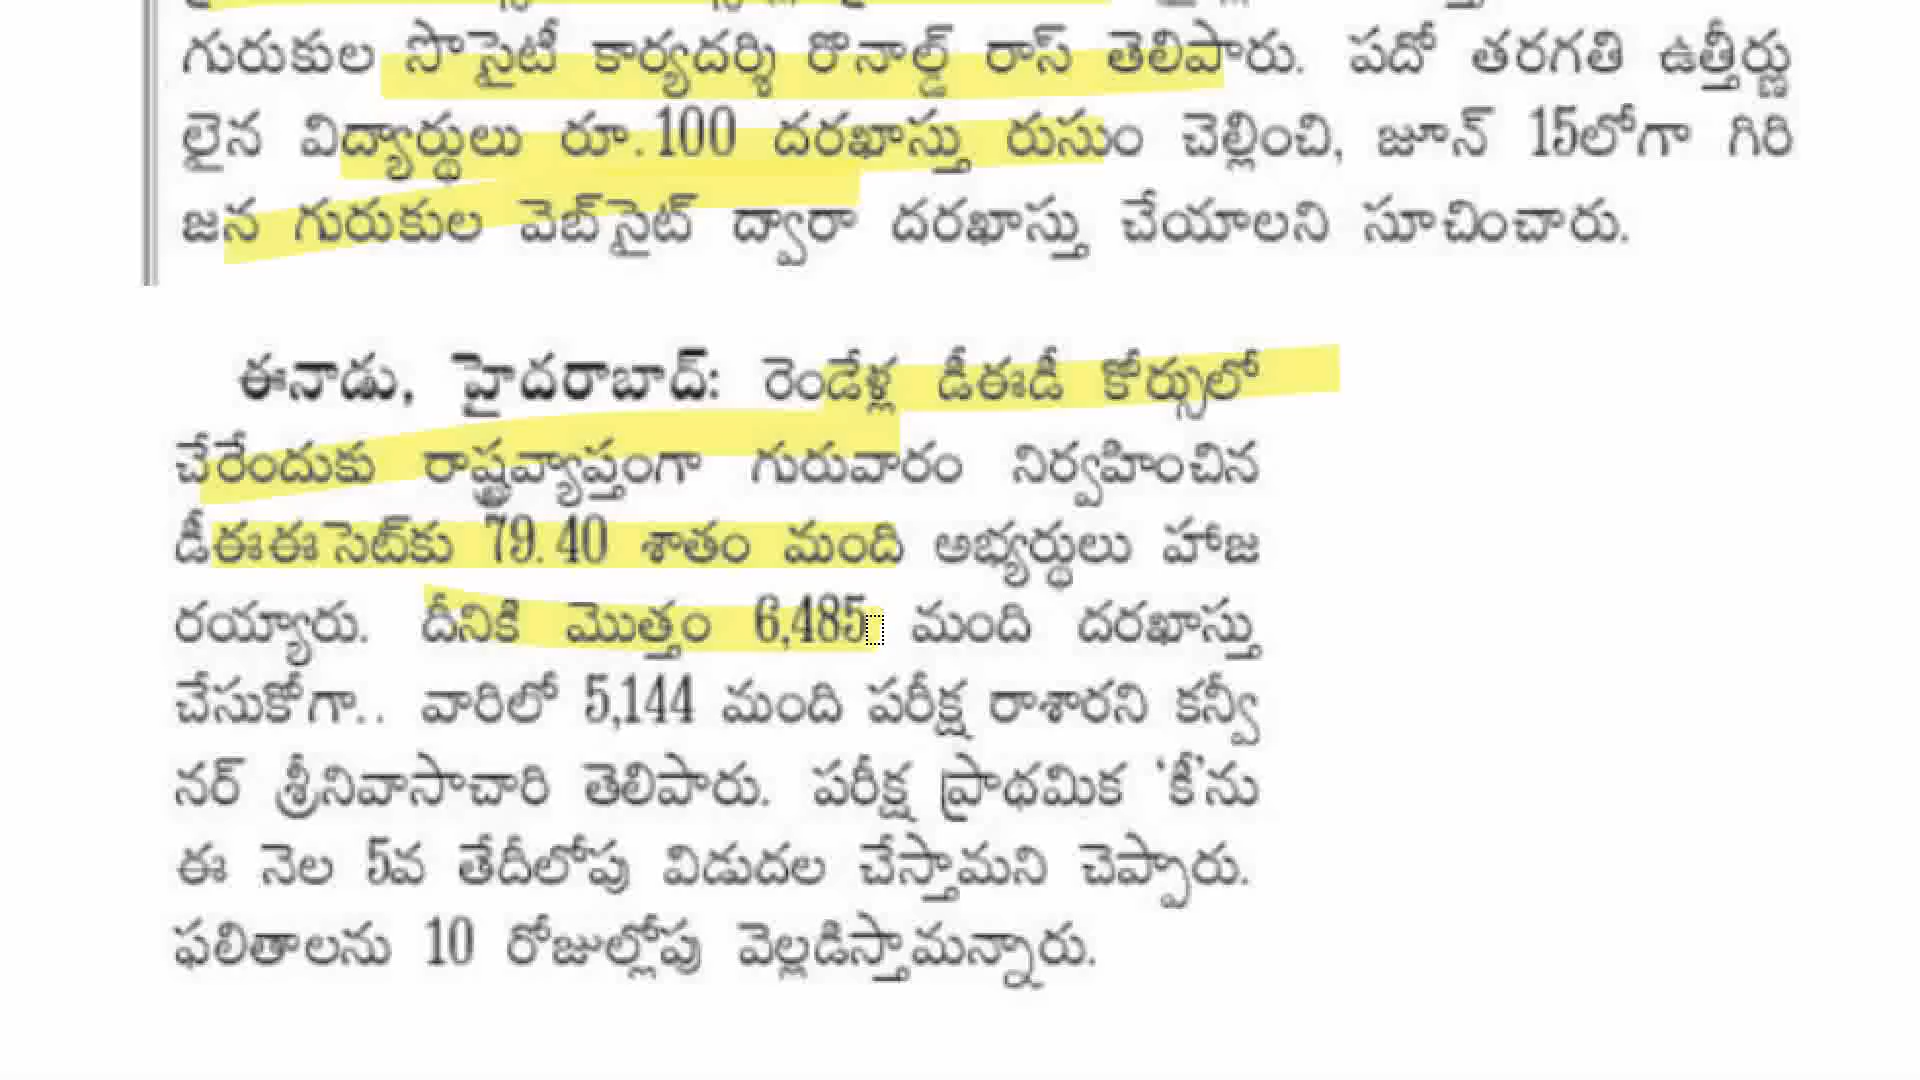 గురుకుల సొసైటీ కార్యదర్శి రొనాల్డ్ రాస్ తెలిపారు. పదో తరగతి ఉత్తీర్ణు
లైన విద్యార్థులు రూ.100 దరఖాస్తు రుసుం చెల్లించి, జూన్ 15లోగా గిరి
జన గురుకుల వెబ్‌సైట్ ద్వారా దరఖాస్తు చేయాలని సూచించారు.
ఈనాడు, హైదరాబాద్: రెండేళ్ల డీఈడీ కోర్సులో
చేరేందుకు రాష్ట్రవ్యాప్తంగా గురువారం నిర్వహించిన
డీఈఈసెట్‌కు 79.40 శాతం మంది అభ్యర్థులు హాజ
రయ్యారు. దీనికి మొత్తం 6,485 మంది దరఖాస్తు
చేసుకోగా.. వారిలో 5,144 మంది పరీక్ష రాశారని కన్వీ
నర్ శ్రీనివాసాచారి తెలిపారు. పరీక్ష ప్రాథమిక 'కీ'ను
ఈ నెల 5వ తేదీలోపు విడుదల చేస్తామని చెప్పారు.
ఫలితాలను 10 రోజుల్లోపు వెల్లడిస్తామన్నారు.